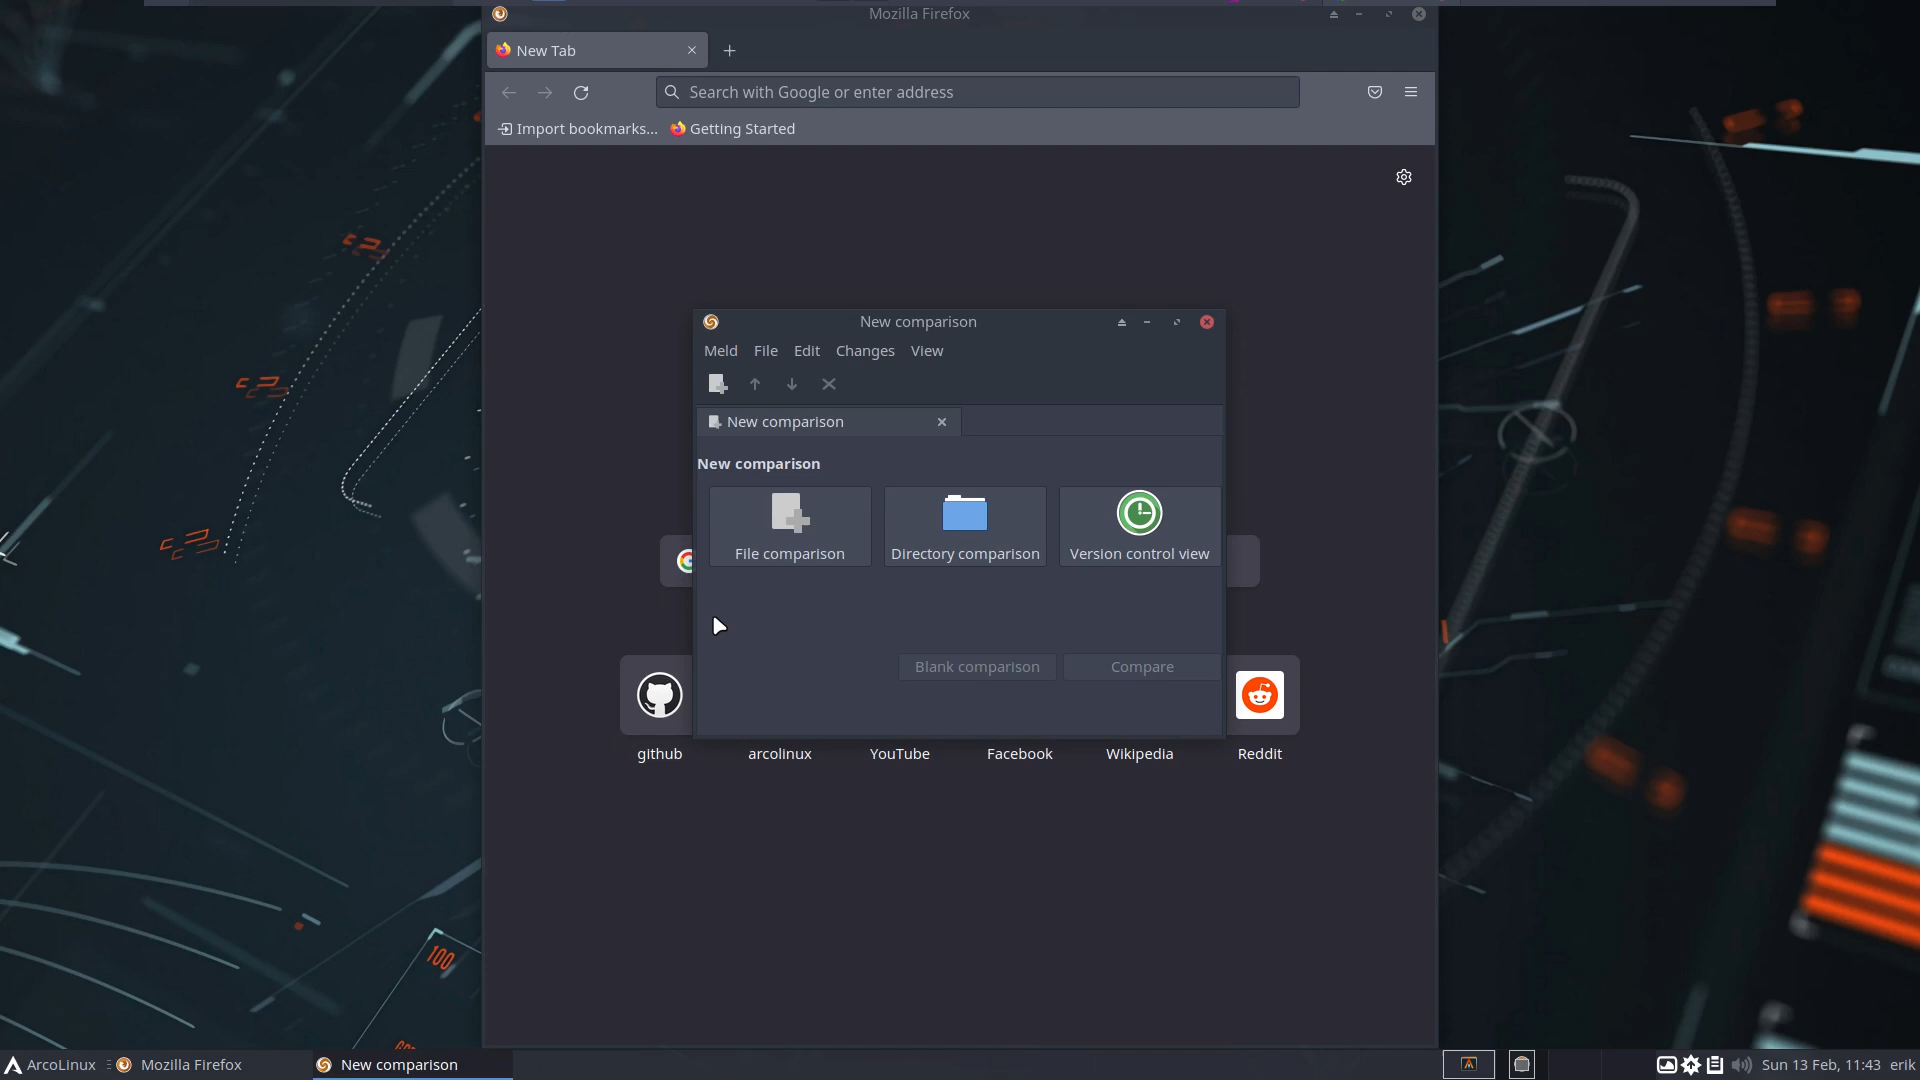 Mozilla Firefox
New Tab
Search with Google or enter address
Import bookmarks... Getting Started
New comparison
Meld File Edit Changes View
New comparison
New comparison
File comparison Directory comparison Version control view
Blank comparison Compare
github arcolinux YouTube Facebook Wikipedia Reddit
100
ArcoLinux Mozilla Firefox New comparison Sun 13 Feb, 11:43 erik